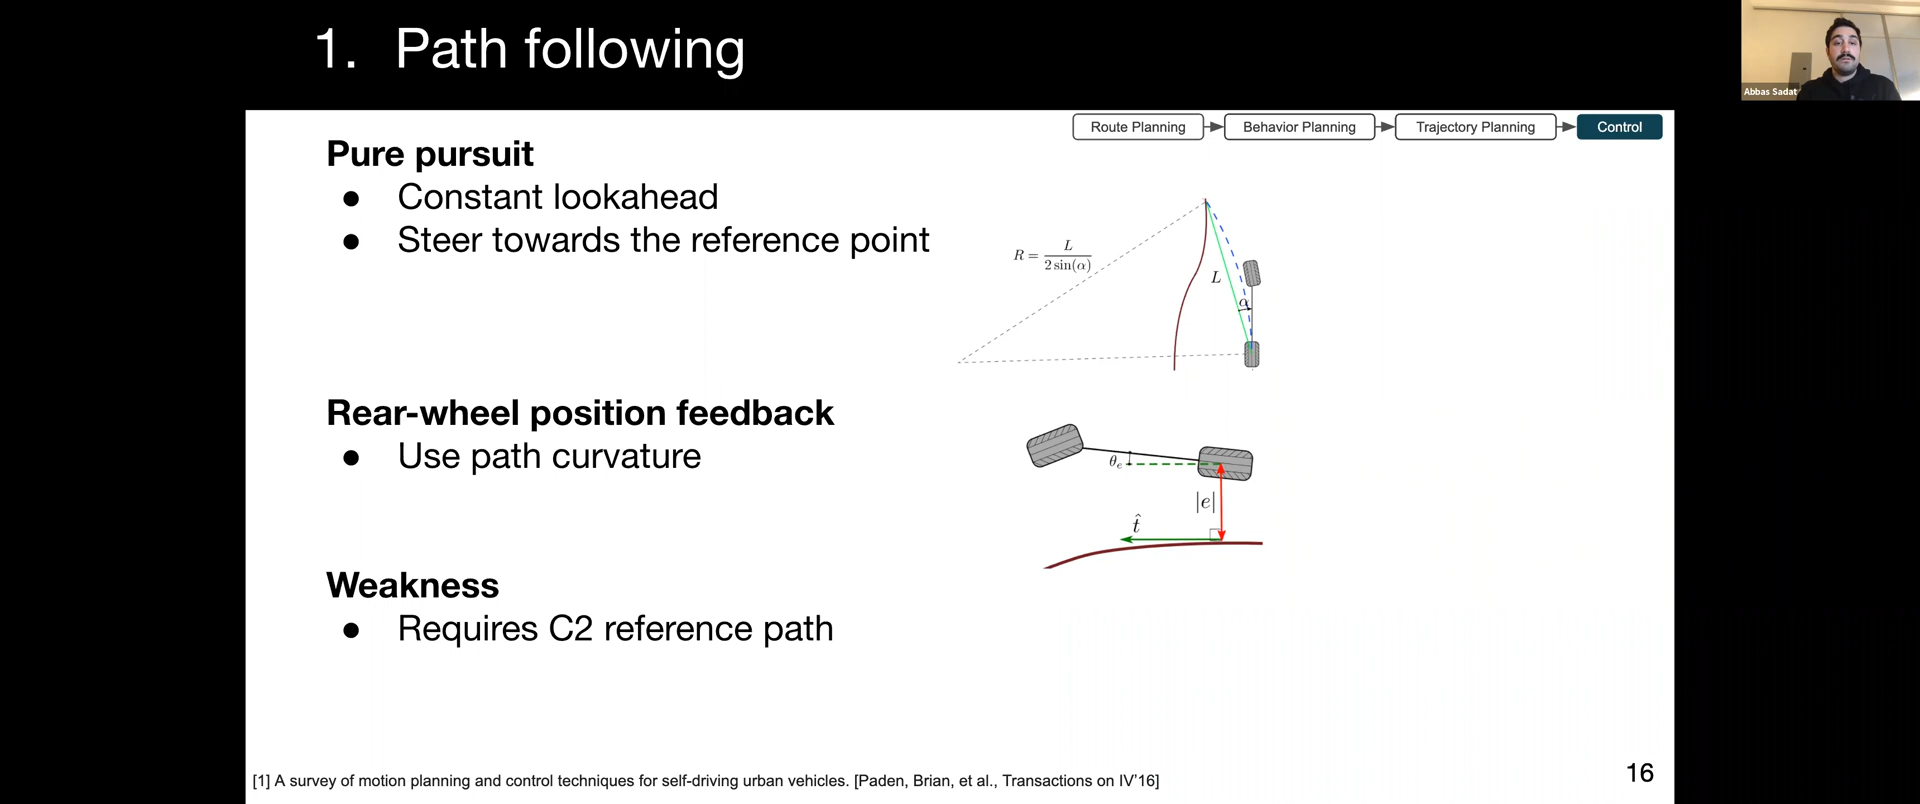 1. Path following
Abbas Sadat
Route Planning
Behavior Planning
Trajectory Planning
Control
Pure pursuit
● Constant lookahead
● Steer towards the reference point
R = L / 2 sin(α)
L
α
Rear-wheel position feedback
● Use path curvature
θe
|e|
t̂
Weakness
● Requires C2 reference path
[1] A survey of motion planning and control techniques for self-driving urban vehicles. [Paden, Brian, et al., Transactions on IV'16]
16